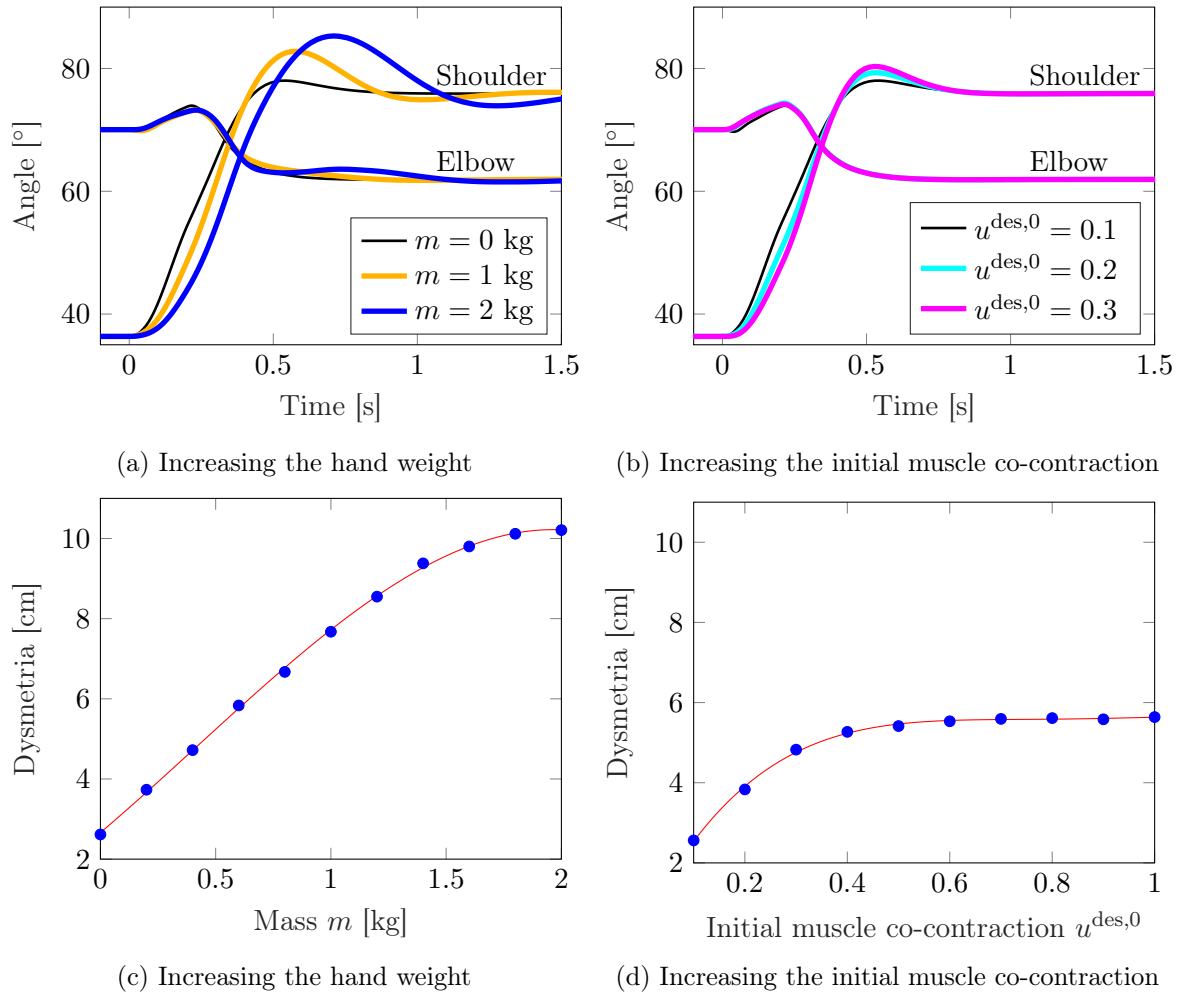 80
60
40
Angle [°]
0
0.5
1
1.5
Time [s]
Shoulder
Elbow
m = 0 kg
m = 1 kg
m = 2 kg
(a) Increasing the hand weight
80
60
40
Angle [°]
0
0.5
1
1.5
Time [s]
Shoulder
Elbow
u^des,0 = 0.1
u^des,0 = 0.2
u^des,0 = 0.3
(b) Increasing the initial muscle co-contraction
10
8
6
4
2
Dysmetria [cm]
0
0.5
1
1.5
2
Mass m [kg]
(c) Increasing the hand weight
10
8
6
4
2
Dysmetria [cm]
0.2
0.4
0.6
0.8
1
Initial muscle co-contraction u^des,0
(d) Increasing the initial muscle co-contraction